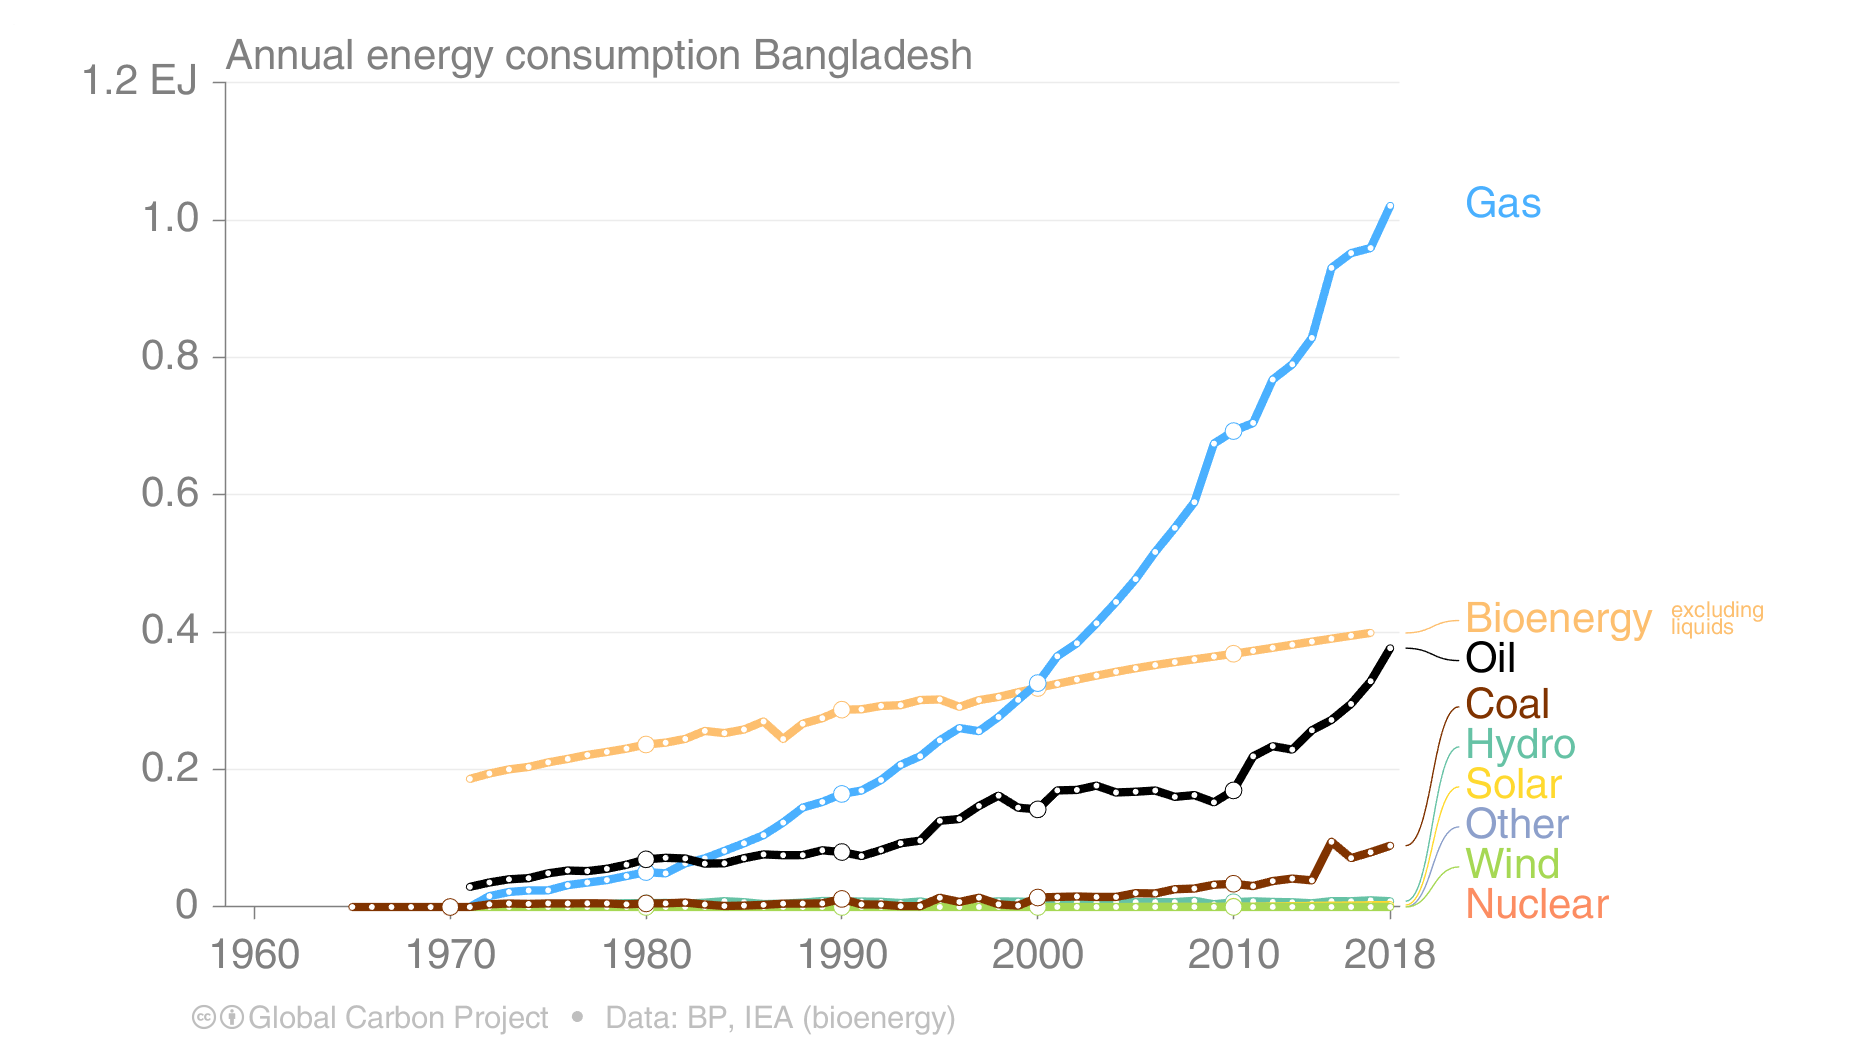 Annual energy consumption Bangladesh
1.2 EJ
1.0
0.8
0.6
0.4
0.2
0
1960 1970 1980 1990 2000 2010 2018
Gas
Bioenergy excluding
liquids
Oil
Coal
Hydro
Solar
Other
Wind
Nuclear
cc Global Carbon Project • Data: BP, IEA (bioenergy)